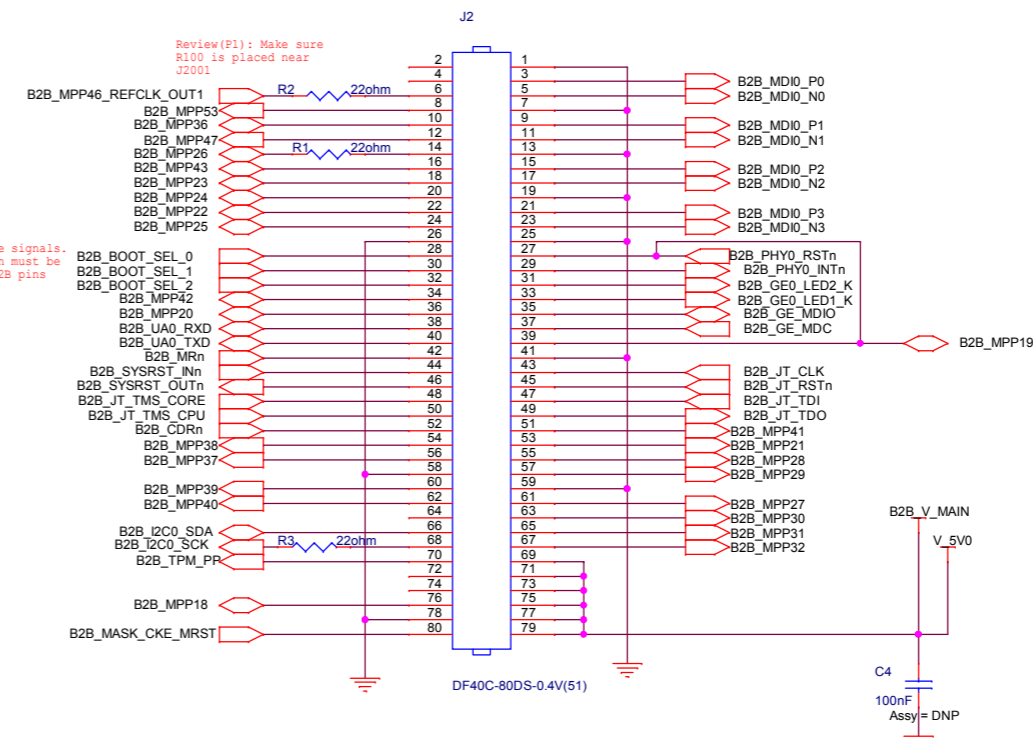 J2
Review(P1): Make sure
R100 is placed near
J2001
2 1
4 3 B2B_MDI0_P0
B2B_MPP46_REFCLK_OUT1 R2 22ohm 6 5 B2B_MDI0_N0
B2B_MPP53 8 7
B2B_MPP36 10 9 B2B_MDI0_P1
B2B_MPP47 12 11 B2B_MDI0_N1
B2B_MPP26 R1 22ohm 14 13
B2B_MPP43 16 15 B2B_MDI0_P2
B2B_MPP23 18 17 B2B_MDI0_N2
B2B_MPP24 20 19
B2B_MPP22 22 21 B2B_MDI0_P3
B2B_MPP25 24 23 B2B_MDI0_N3
26 25
e signals.
must be
2B pins
B2B_BOOT_SEL_0 28 27 B2B_PHY0_RSTn
B2B_BOOT_SEL_1 30 29 B2B_PHY0_INTn
B2B_BOOT_SEL_2 32 31 B2B_GE0_LED2_K
B2B_MPP42 34 33 B2B_GE0_LED1_K
B2B_MPP20 36 35 B2B_GE_MDIO
B2B_UA0_RXD 38 37 B2B_GE_MDC
B2B_UA0_TXD 40 39 B2B_MPP19
B2B_MRn 42 41
B2B_SYSRST_INn 44 43 B2B_JT_CLK
B2B_SYSRST_OUTn 46 45 B2B_JT_RSTn
B2B_JT_TMS_CORE 48 47 B2B_JT_TDI
B2B_JT_TMS_CPU 50 49 B2B_JT_TDO
B2B_CDRn 52 51 B2B_MPP41
B2B_MPP38 54 53 B2B_MPP21
B2B_MPP37 56 55 B2B_MPP28
58 57 B2B_MPP29
B2B_MPP39 60 59
B2B_MPP40 62 61 B2B_MPP27
64 63 B2B_MPP30
B2B_I2C0_SDA 66 65 B2B_MPP31
B2B_I2C0_SCK R3 22ohm 68 67 B2B_MPP32
B2B_TPM_PP 70 69
72 71
74 73
B2B_MPP18 76 75
78 77
B2B_MASK_CKE_MRST 80 79
B2B_V_MAIN
V_5V0
DF40C-80DS-0.4V(51)
C4
100nF
Assy = DNP